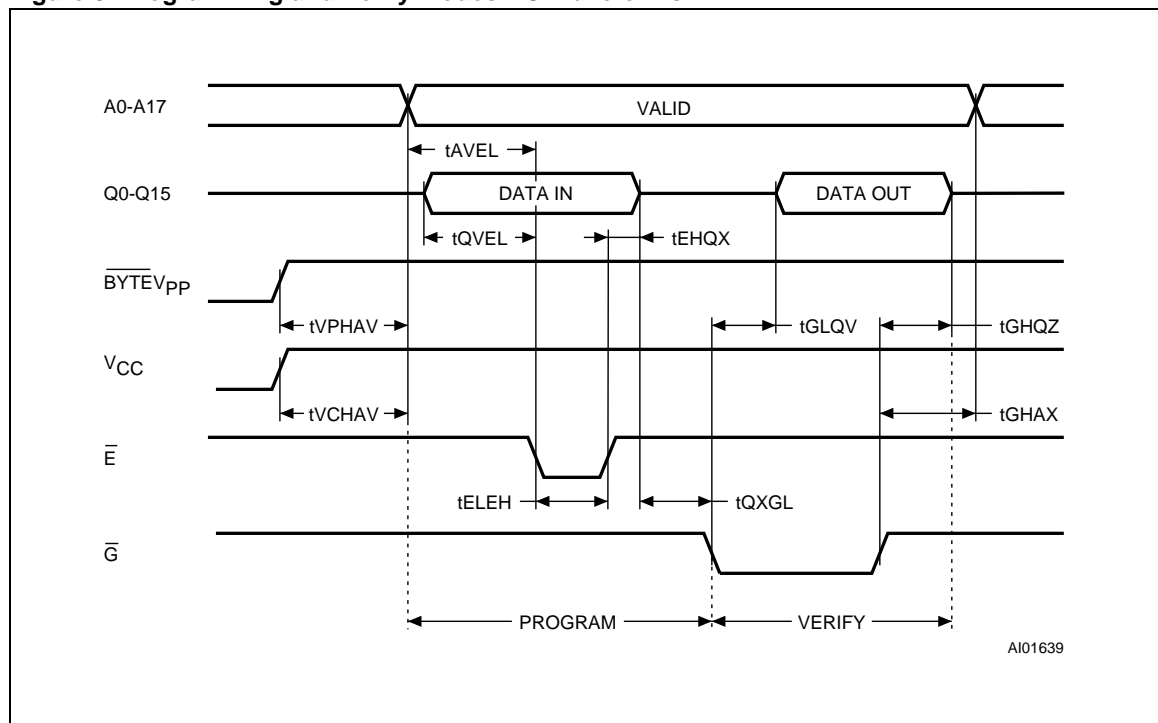 A0-A17
VALID
tAVEL
Q0-Q15
DATA IN
DATA OUT
tQVEL
tEHQX
BYTEVPP
tVPHAV
tGLQV
tGHQZ
VCC
tVCHAV
tGHAX
E
tELEH
tQXGL
G
PROGRAM
VERIFY
AI01639